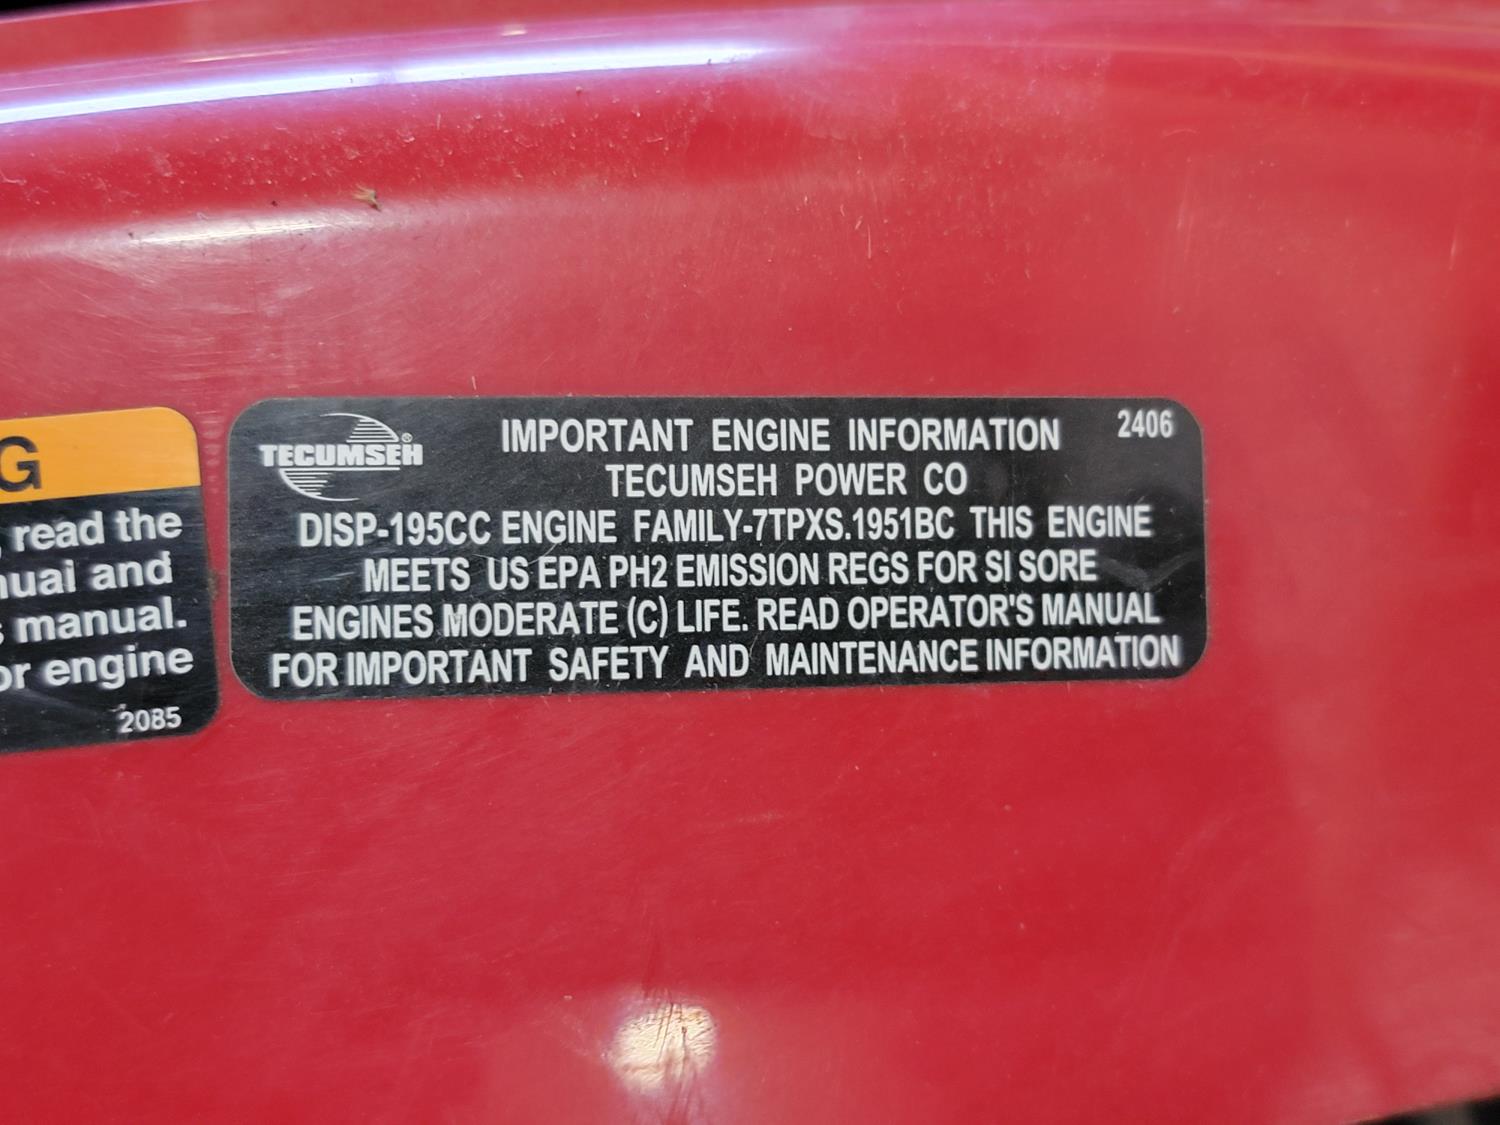 G
read the
nual and
s manual.
or engine
2085
TECUMSEH®
IMPORTANT ENGINE INFORMATION
2406
TECUMSEH POWER CO
DISP-195CC ENGINE FAMILY-7TPXS.1951BC THIS ENGINE
MEETS US EPA PH2 EMISSION REGS FOR SI SORE
ENGINES MODERATE (C) LIFE. READ OPERATOR'S MANUAL
FOR IMPORTANT SAFETY AND MAINTENANCE INFORMATION